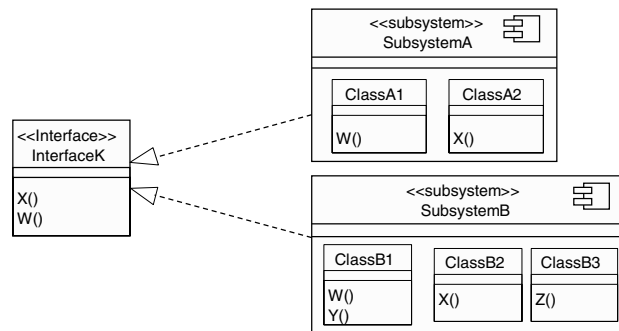 <<subsystem>>
SubsystemA
ClassA1
ClassA2
W()
X()
<<Interface>>
InterfaceK
X()
W()
<<subsystem>>
SubsystemB
ClassB1
ClassB2
ClassB3
W()
Y()
X()
Z()